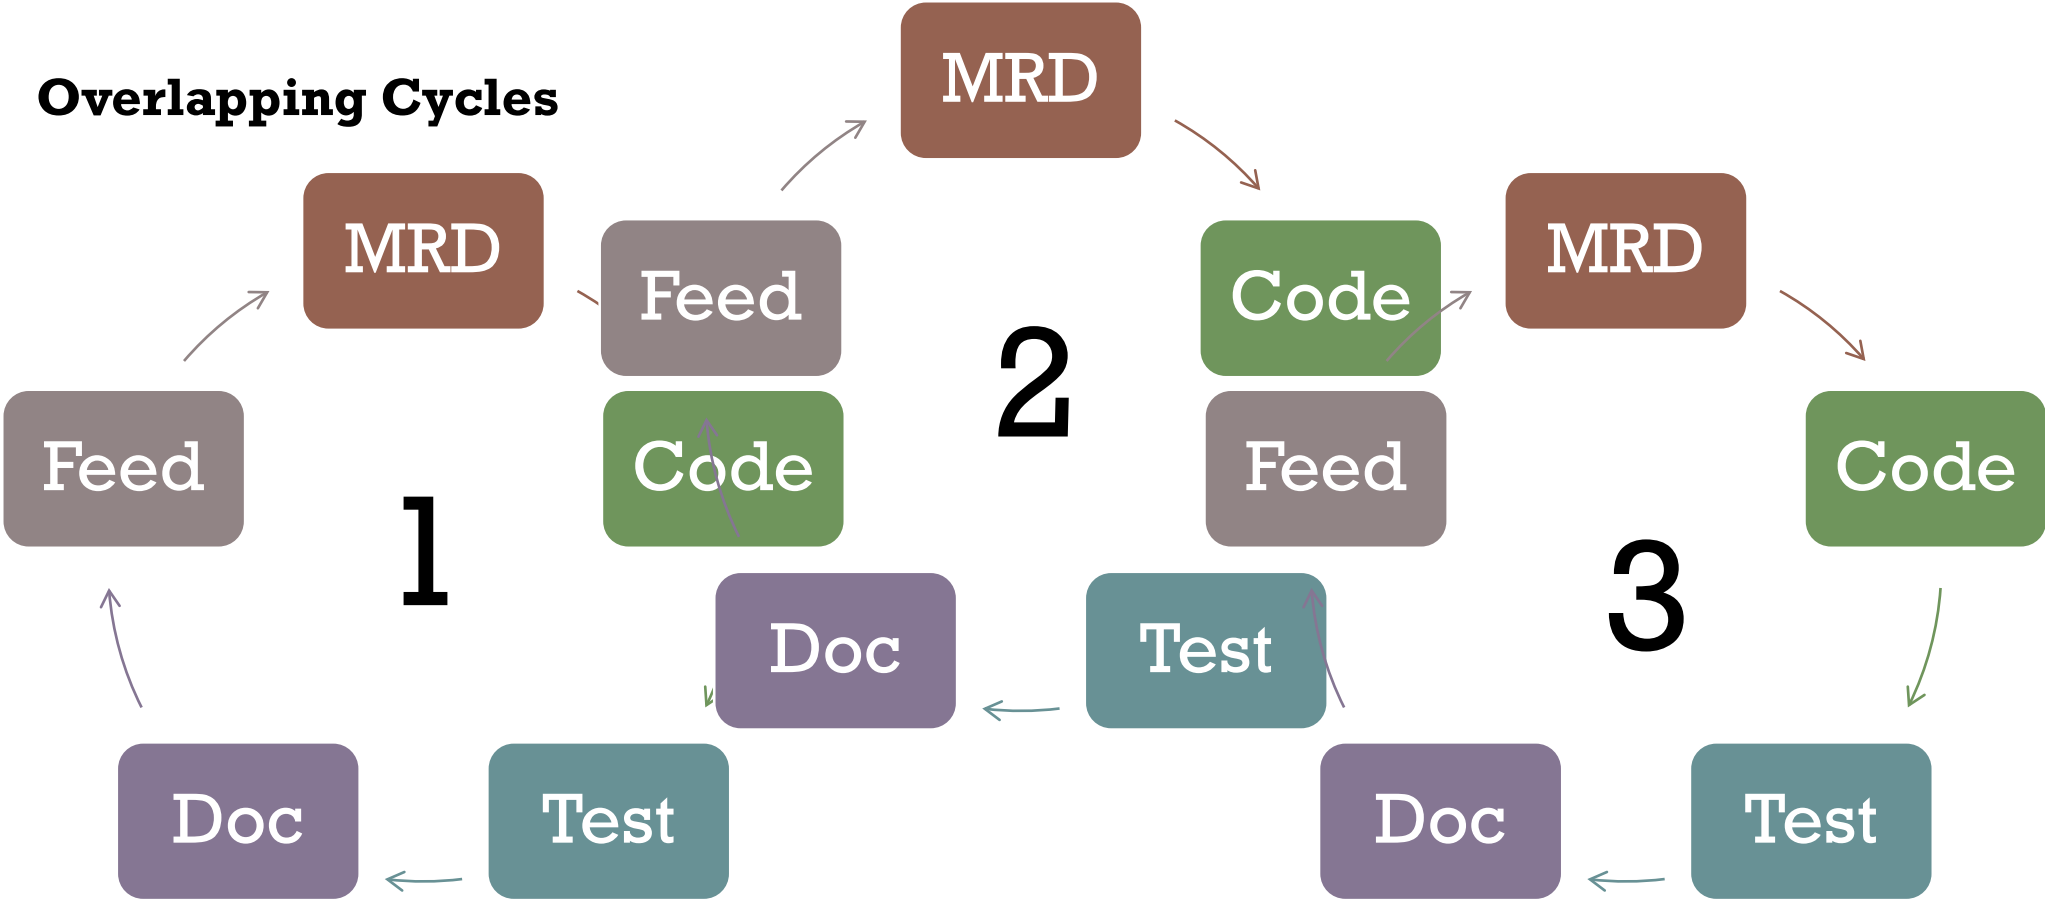 Overlapping Cycles
MRD
MRD
MRD
Feed
Code
Feed
Code
Feed
Code
1
2
3
Doc
Test
Doc
Test
Doc
Test